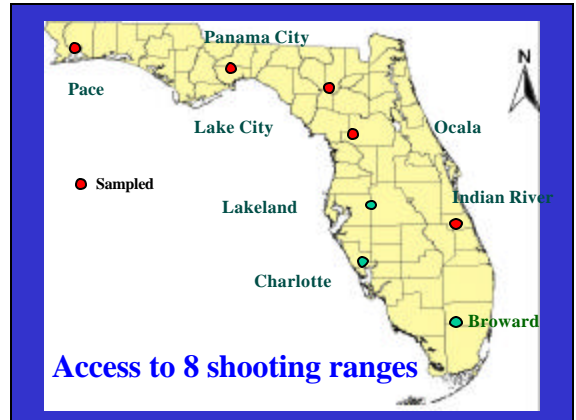 Panama City
N
Pace
Lake City
Ocala
Sampled
Lakeland
Indian River
Charlotte
Broward
Access to 8 shooting ranges